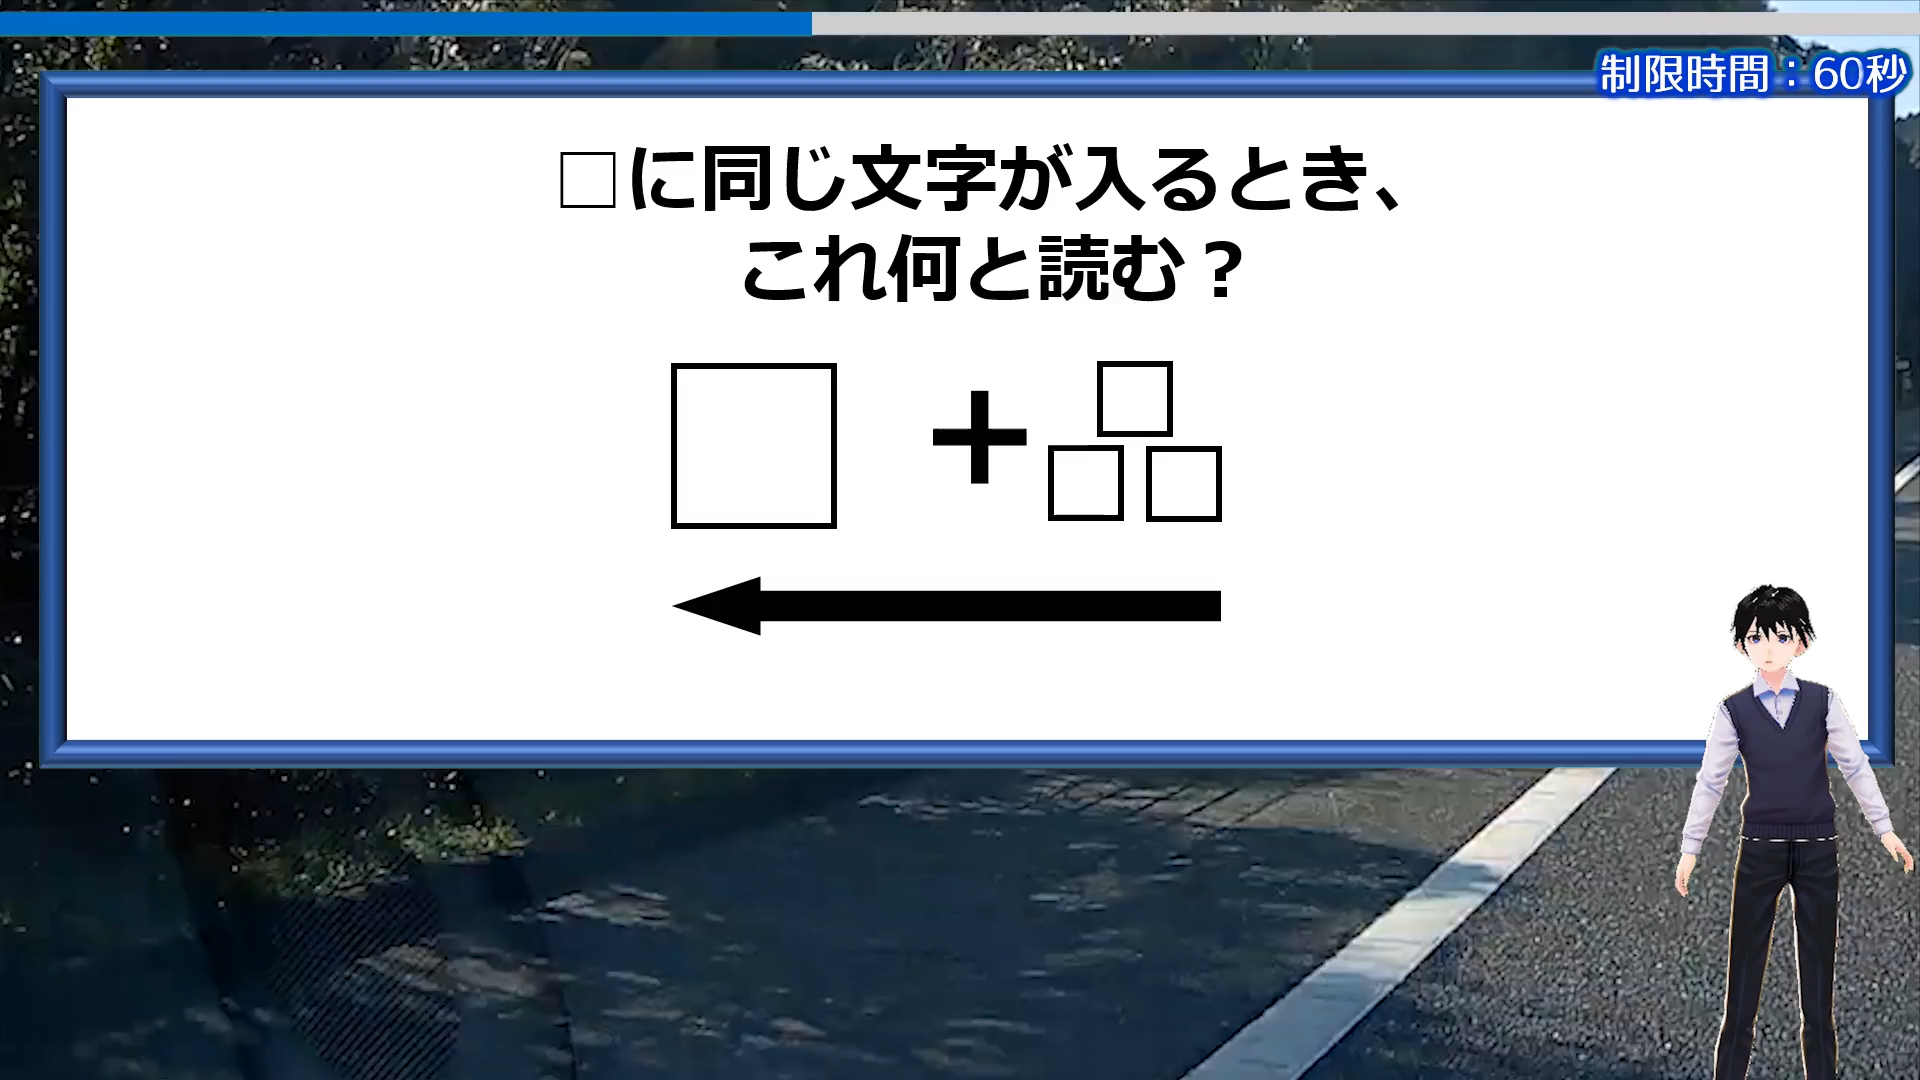 制限時間：60秒
□に同じ文字が入るとき、
これ何と読む？
□ ＋ □
□ □